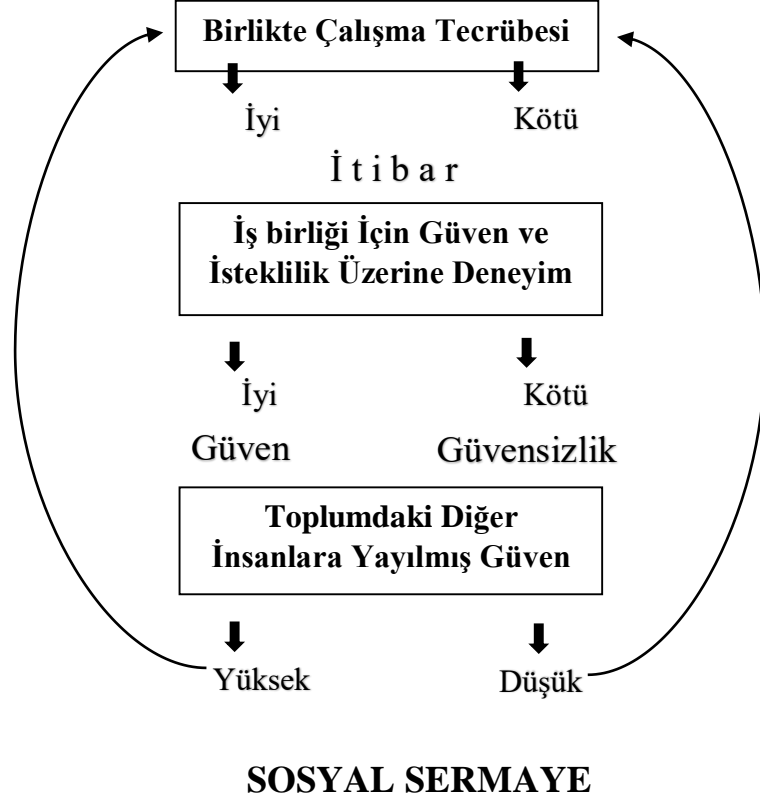 Birlikte Çalışma Tecrübesi
İyi Kötü
İ t i b a r
İş birliği İçin Güven ve
İsteklilik Üzerine Deneyim
İyi Kötü
Güven Güvensizlik
Toplumdaki Diğer
İnsanlara Yayılmış Güven
Yüksek Düşük
SOSYAL SERMAYE